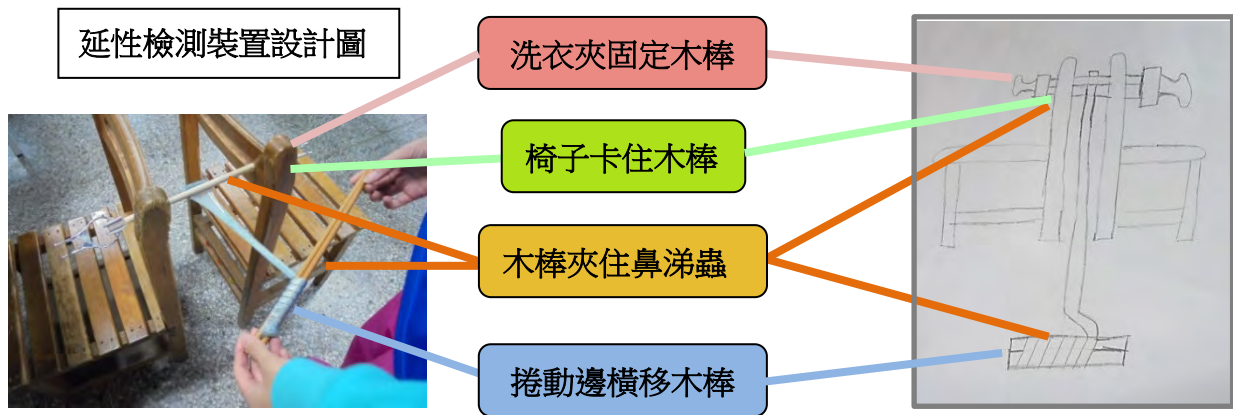 延性檢測裝置設計圖
洗衣夾固定木棒
椅子卡住木棒
木棒夾住鼻涕蟲
捲動邊橫移木棒